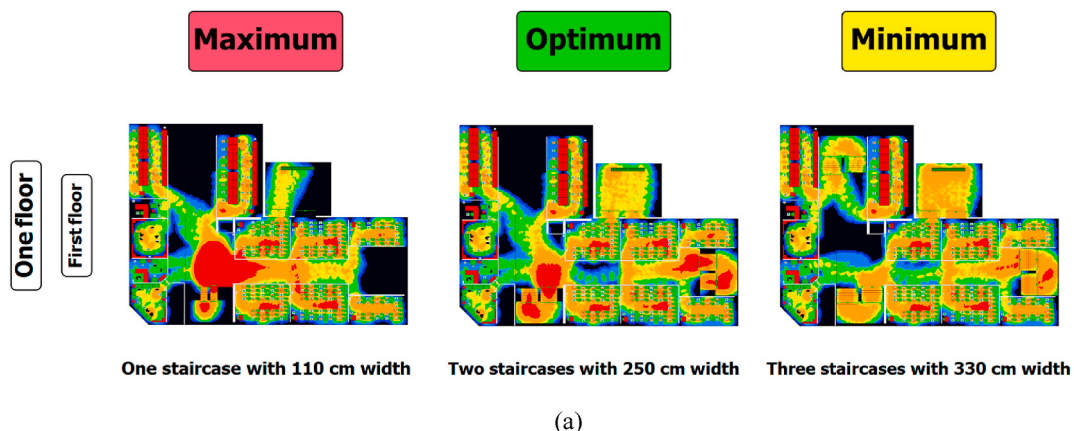 Maximum
Optimum
Minimum
One floor
First floor
One staircase with 110 cm width
Two staircases with 250 cm width
Three staircases with 330 cm width
(a)